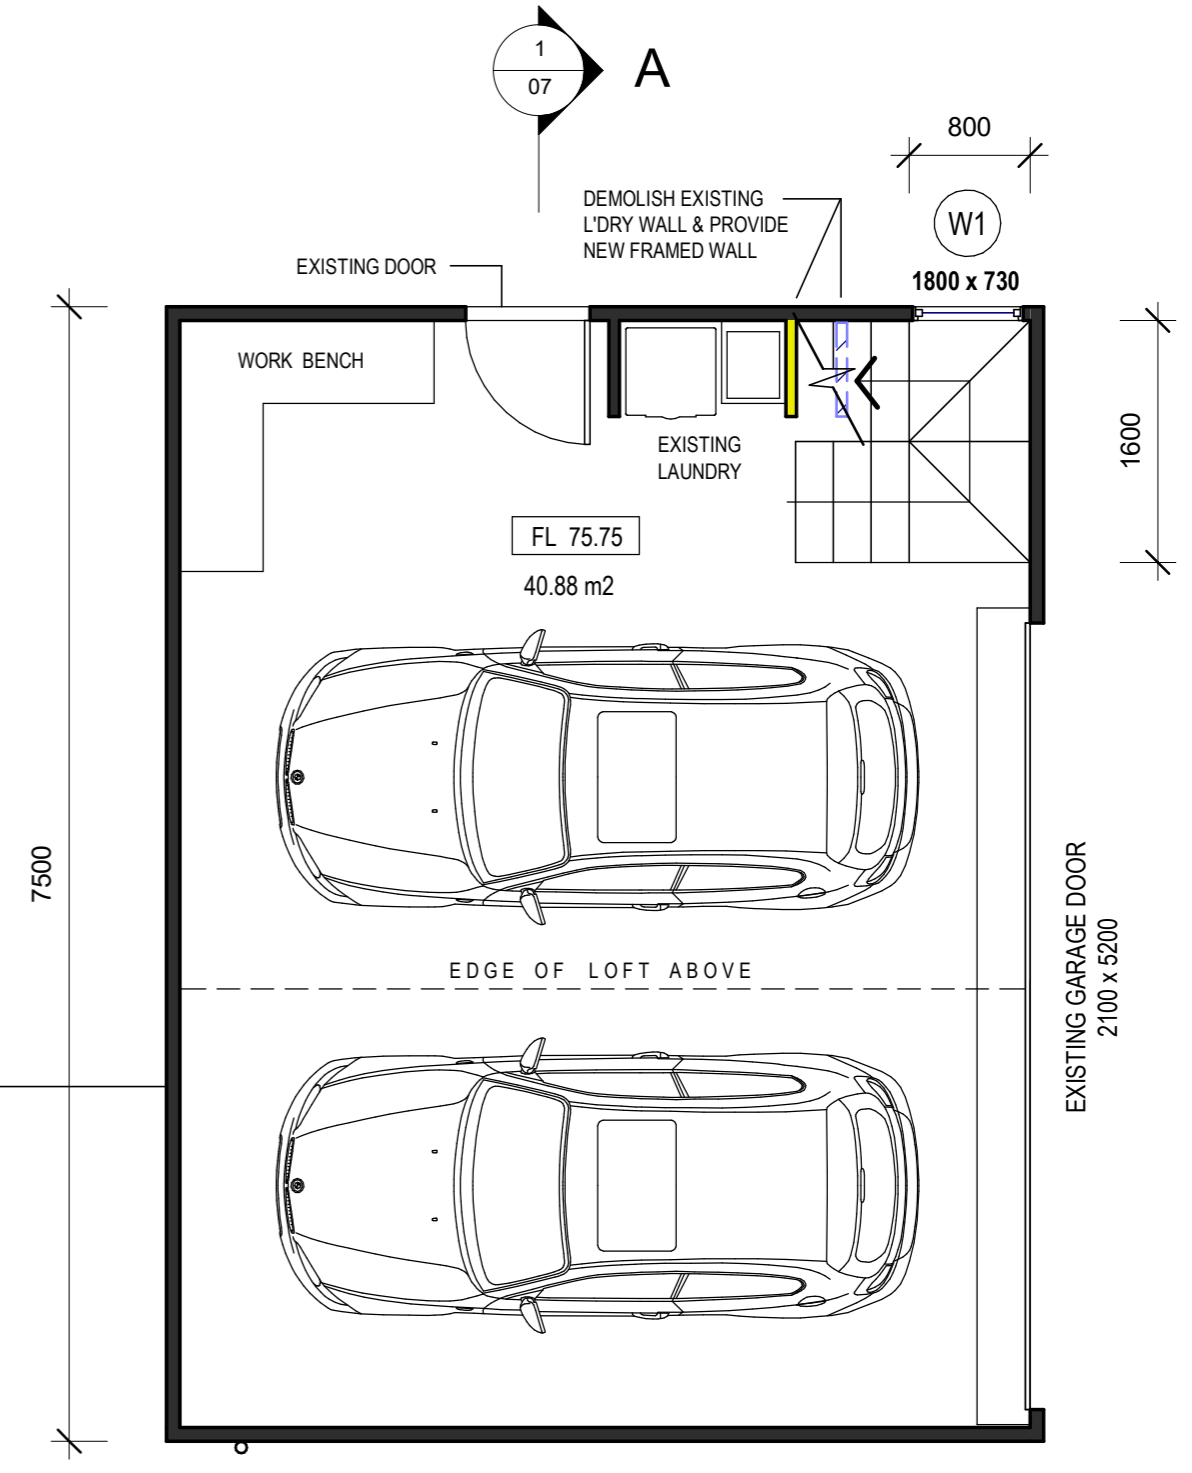 1
07
A
800
DEMOLISH EXISTING
L'DRY WALL & PROVIDE
NEW FRAMED WALL
W1
EXISTING DOOR
1800 x 730
WORK BENCH
EXISTING
LAUNDRY
1600
FL 75.75
40.88 m2
7500
EDGE OF LOFT ABOVE
EXISTING GARAGE DOOR
2100 x 5200